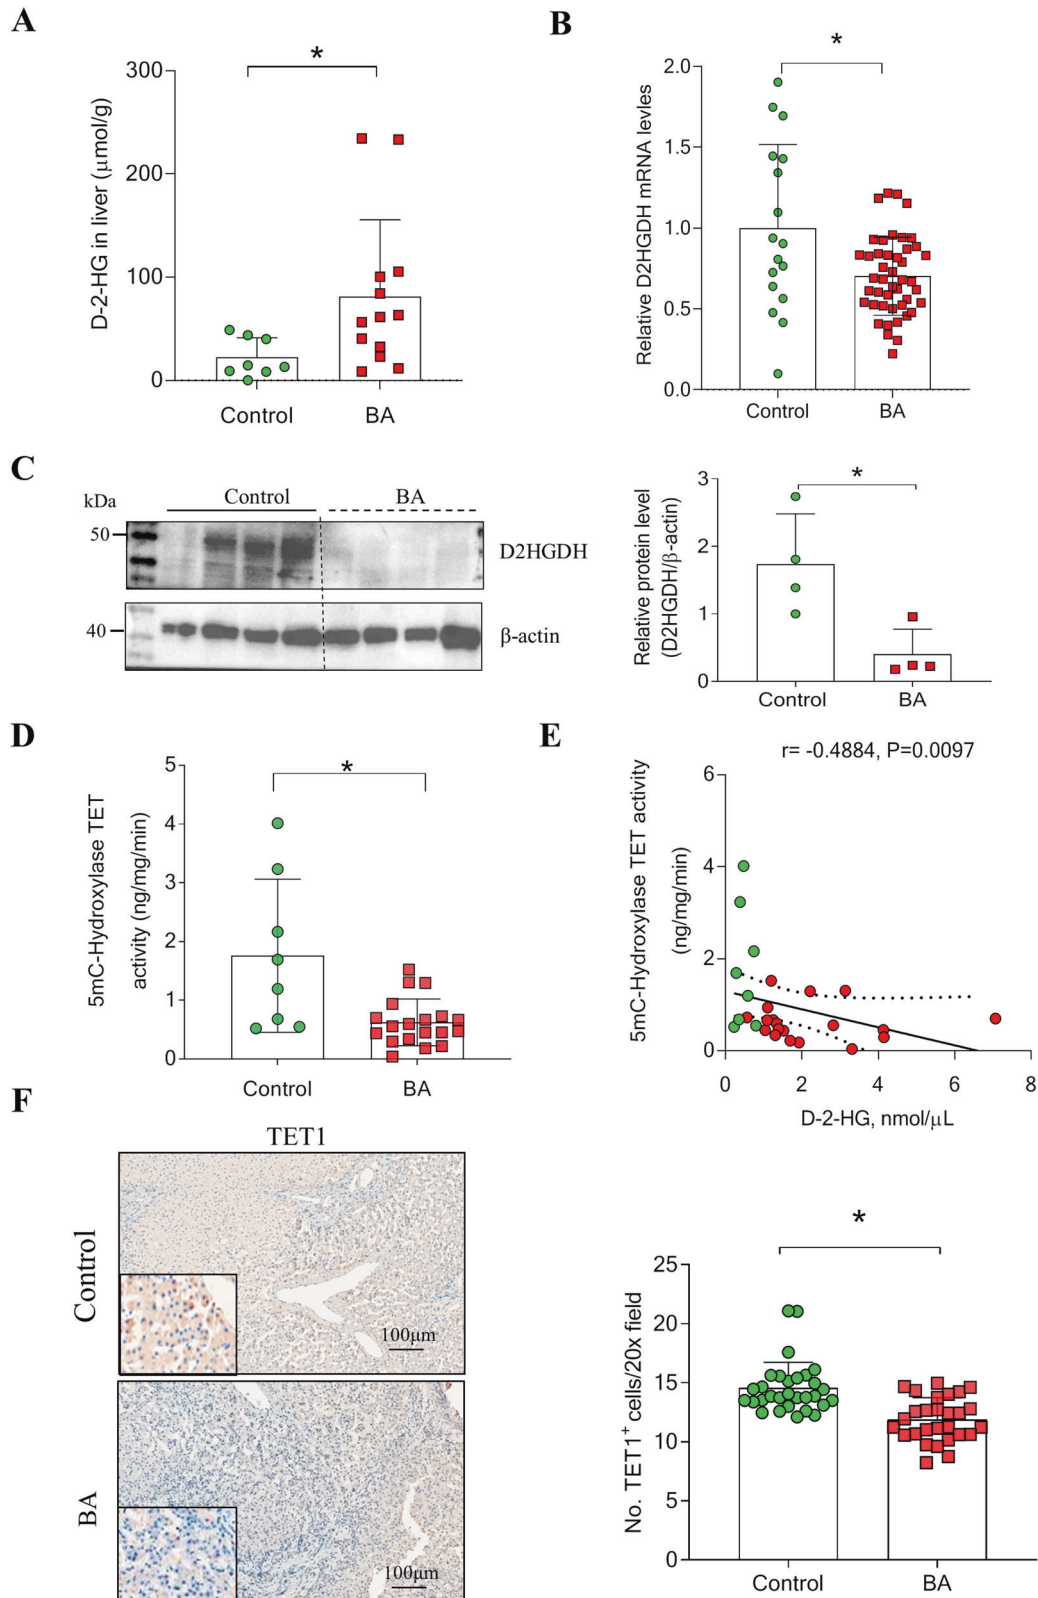 A
*
D-2-HG in liver (μmol/g)
300
200
100
0
Control
BA
B
*
Relative D2HGDH mRNA levles
2.0
1.5
1.0
0.5
0.0
Control
BA
C
kDa
Control
BA
50
D2HGDH
40
β-actin
*
Relative protein level
(D2HGDH/β-actin)
3
2
1
0
Control
BA
D
*
5mC-Hydroxylase TET
activity (ng/mg/min)
5
4
3
2
1
0
Control
BA
E
r= -0.4884, P=0.0097
5mC-Hydroxylase TET activity
(ng/mg/min)
6
4
2
0
0 2 4 6 8
D-2-HG, nmol/μL
F
TET1
Control
100μm
BA
100μm
*
No. TET1+ cells/20x field
25
20
15
10
5
0
Control
BA